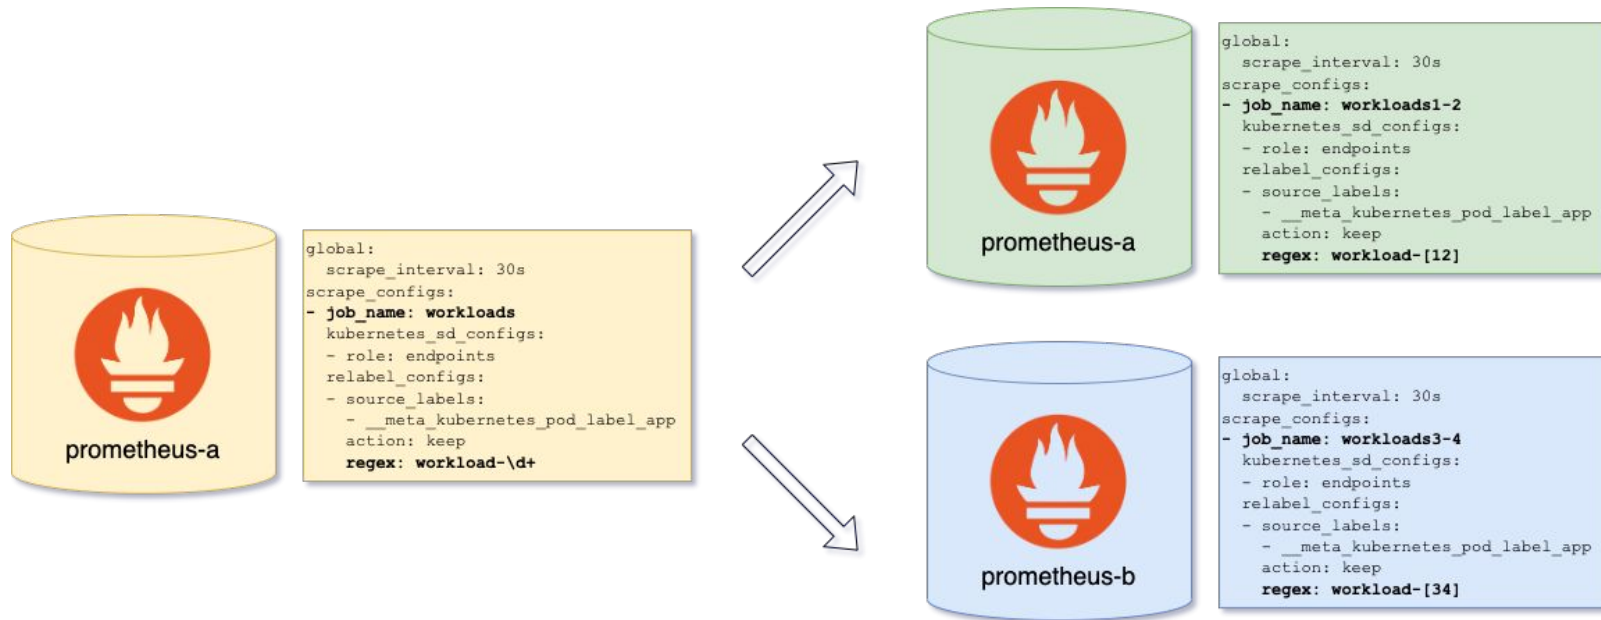 prometheus-a
global:
  scrape_interval: 30s
scrape_configs:
- job_name: workloads
  kubernetes_sd_configs:
  - role: endpoints
  relabel_configs:
  - source_labels:
    - __meta_kubernetes_pod_label_app
    action: keep
    regex: workload-\d+
prometheus-a
global:
  scrape_interval: 30s
scrape_configs:
- job_name: workloads1-2
  kubernetes_sd_configs:
  - role: endpoints
  relabel_configs:
  - source_labels:
    - __meta_kubernetes_pod_label_app
    action: keep
    regex: workload-[12]
prometheus-b
global:
  scrape_interval: 30s
scrape_configs:
- job_name: workloads3-4
  kubernetes_sd_configs:
  - role: endpoints
  relabel_configs:
  - source_labels:
    - __meta_kubernetes_pod_label_app
    action: keep
    regex: workload-[34]